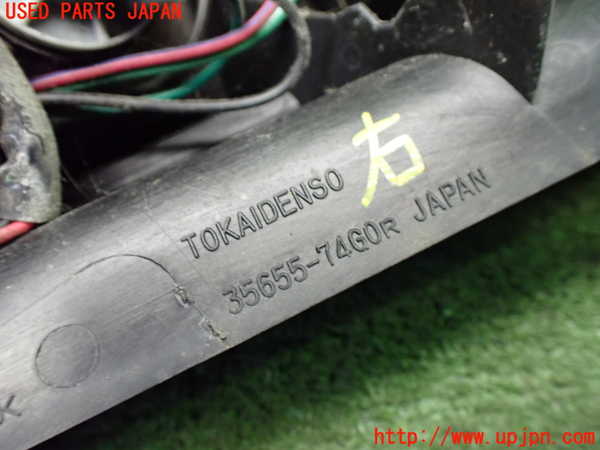 USED PARTS JAPAN
右
TOKAIDENSO
35655-74G0R JAPAN
http://www.upjpn.com